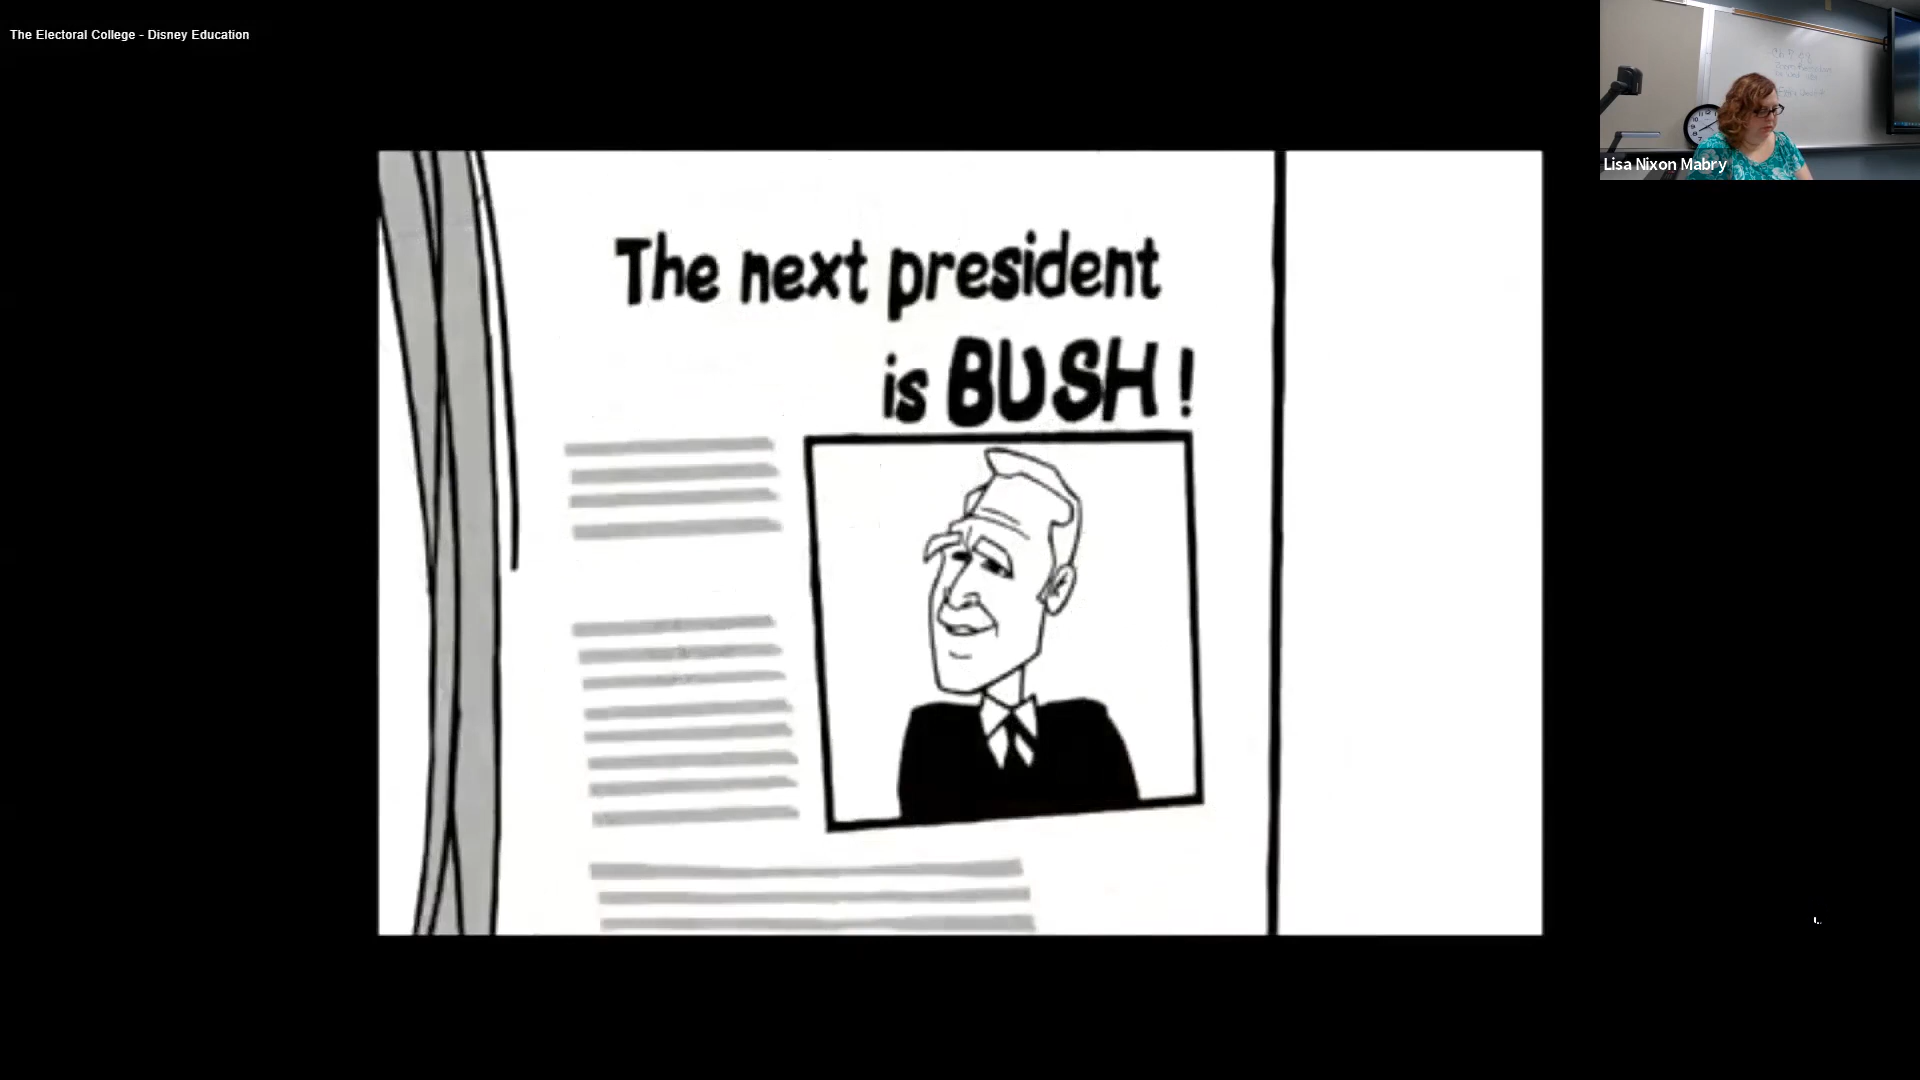 The Electoral College - Disney Education
Lisa Nixon Mabry
The next president
is BUSH !